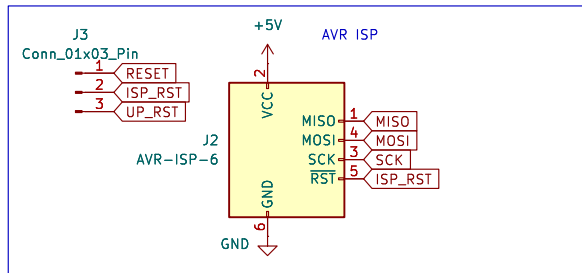 J3
Conn_01x03_Pin
1 RESET
2 ISP_RST
3 UP_RST
+5V
AVR ISP
2
VCC
J2
AVR-ISP-6
MISO 1 MISO
MOSI 4 MOSI
SCK 3 SCK
RST 5 ISP_RST
GND
6
GND